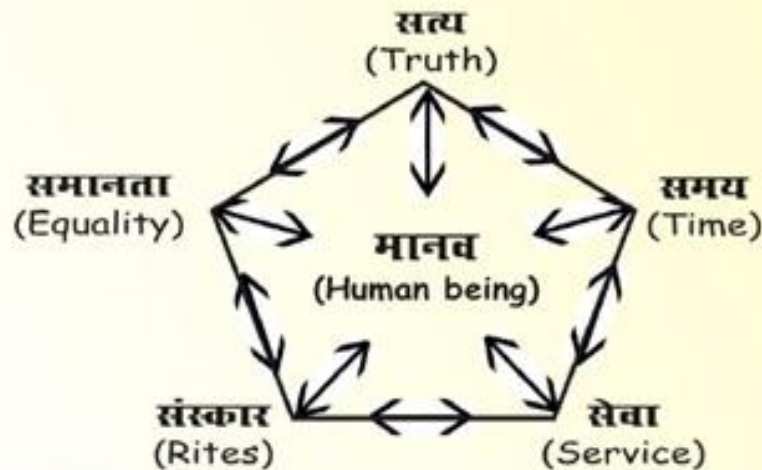 सत्य
(Truth)
समानता
(Equality)
समय
(Time)
मानव
(Human being)
संस्कार
(Rites)
सेवा
(Service)